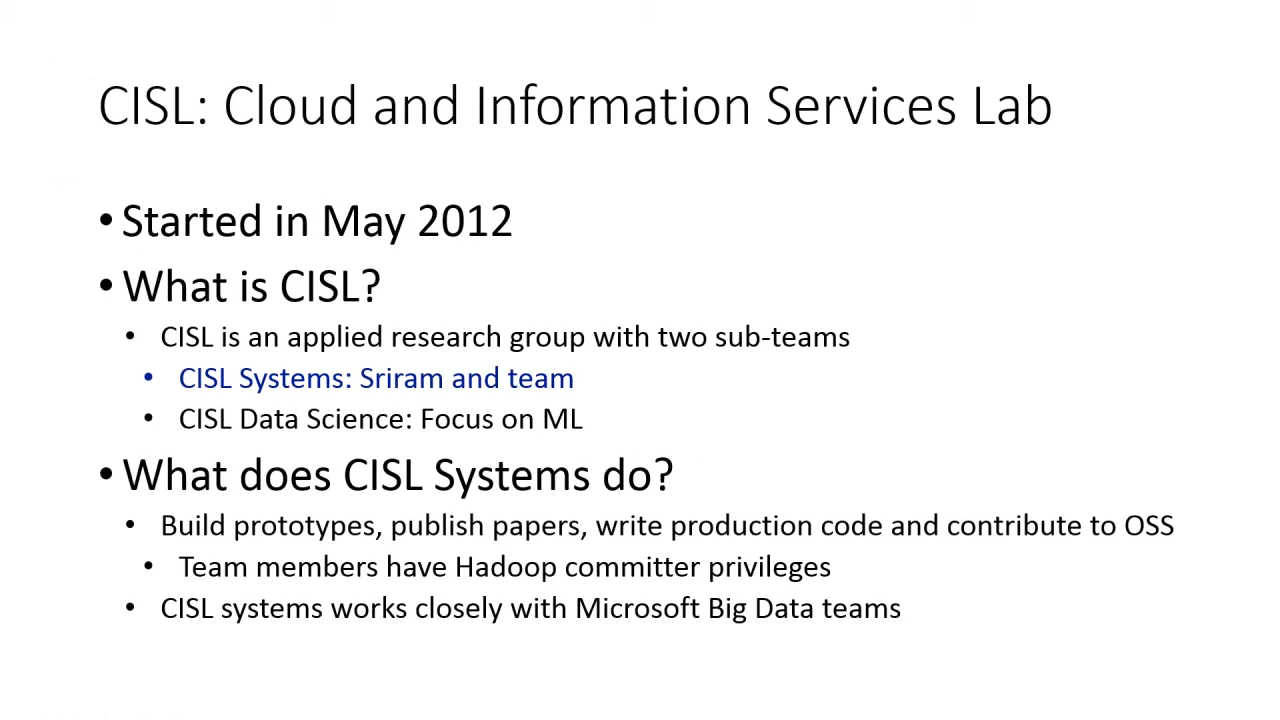 CISL: Cloud and Information Services Lab
• Started in May 2012
• What is CISL?
• CISL is an applied research group with two sub-teams
• CISL Systems: Sriram and team
• CISL Data Science: Focus on ML
• What does CISL Systems do?
• Build prototypes, publish papers, write production code and contribute to OSS
• Team members have Hadoop committer privileges
• CISL systems works closely with Microsoft Big Data teams